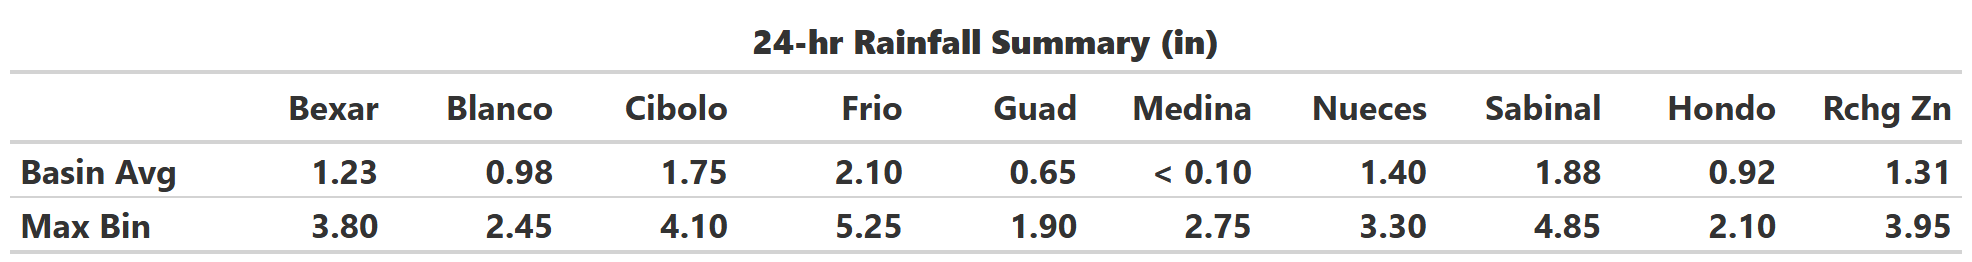 24-hr Rainfall Summary (in)
Bexar Blanco Cibolo Frio Guad Medina Nueces Sabinal Hondo Rchg Zn
Basin Avg 1.23 0.98 1.75 2.10 0.65 < 0.10 1.40 1.88 0.92 1.31
Max Bin 3.80 2.45 4.10 5.25 1.90 2.75 3.30 4.85 2.10 3.95